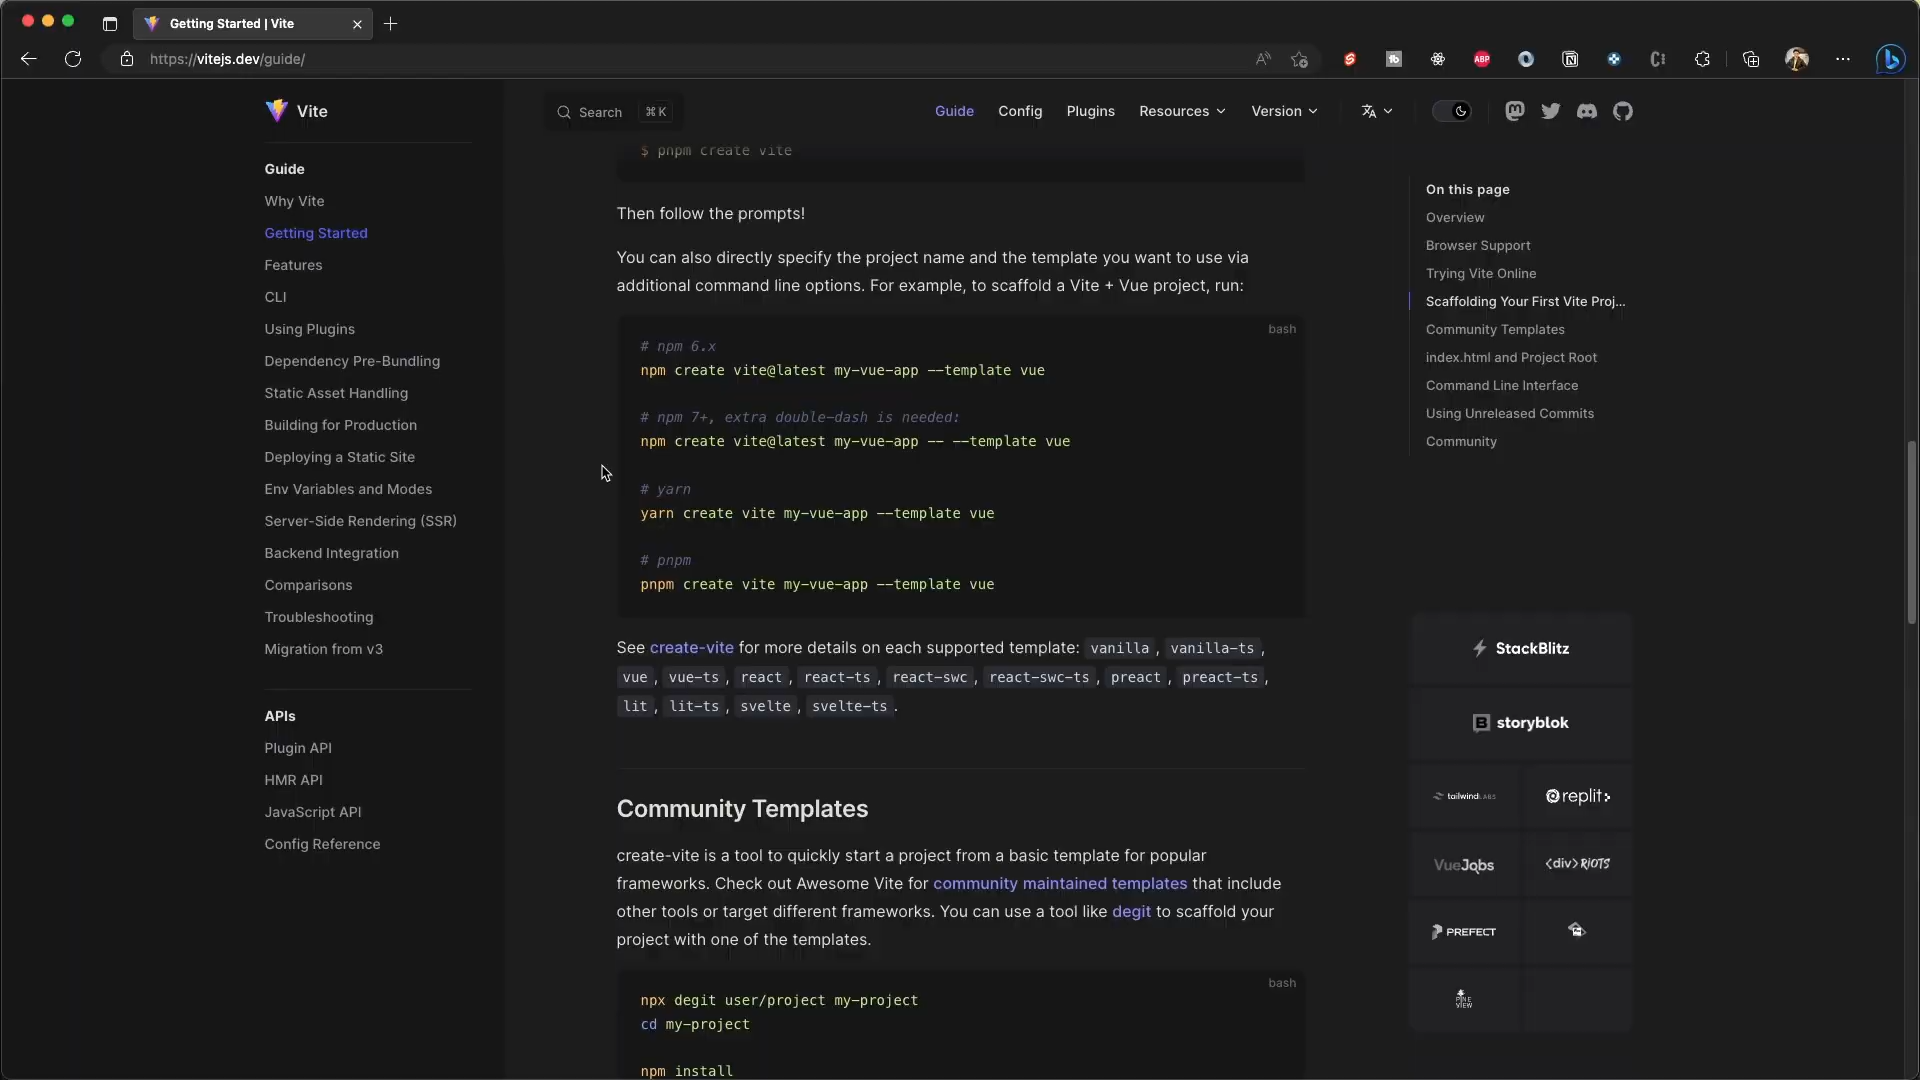 Getting Started | Vite
https://vitejs.dev/guide/
Vite
Search
⌘ K
Guide
Config
Plugins
Resources
Version
Guide
Why Vite
Getting Started
Features
CLI
Using Plugins
Dependency Pre-Bundling
Static Asset Handling
Building for Production
Deploying a Static Site
Env Variables and Modes
Server-Side Rendering (SSR)
Backend Integration
Comparisons
Troubleshooting
Migration from v3
APIs
Plugin API
HMR API
JavaScript API
Config Reference
$ pnpm create vite
Then follow the prompts!
You can also directly specify the project name and the template you want to use via
additional command line options. For example, to scaffold a Vite + Vue project, run:
bash
# npm 6.x
npm create vite@latest my-vue-app --template vue
# npm 7+, extra double-dash is needed:
npm create vite@latest my-vue-app -- --template vue
# yarn
yarn create vite my-vue-app --template vue
# pnpm
pnpm create vite my-vue-app --template vue
See create-vite for more details on each supported template: vanilla, vanilla-ts,
vue, vue-ts, react, react-ts, react-swc, react-swc-ts, preact, preact-ts,
lit, lit-ts, svelte, svelte-ts.
Community Templates
create-vite is a tool to quickly start a project from a basic template for popular
frameworks. Check out Awesome Vite for community maintained templates that include
other tools or target different frameworks. You can use a tool like degit to scaffold your
project with one of the templates.
bash
npx degit user/project my-project
cd my-project
npm install
On this page
Overview
Browser Support
Trying Vite Online
Scaffolding Your First Vite Proj...
Community Templates
index.html and Project Root
Command Line Interface
Using Unreleased Commits
Community
StackBlitz
storyblok
tailwindLABS
replit
VueJobs
<div>RIOTS
PREFECT
PINE
VIEW
ABP